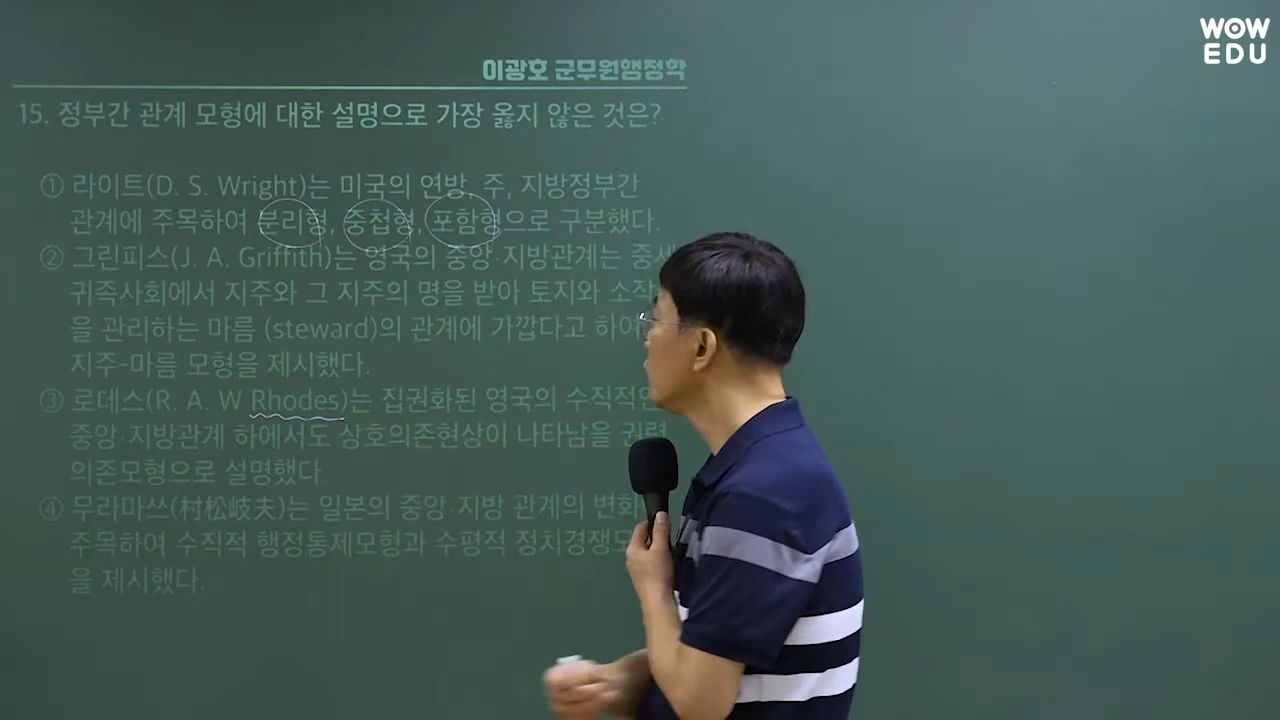 WOW
EDU
이광호 군무원행정학
15. 정부간 관계 모형에 대한 설명으로 가장 옳지 않은 것은?
① 라이트(D. S. Wright)는 미국의 연방, 주, 지방정부간
관계에 주목하여 분리형, 중첩형, 포함형으로 구분했다.
② 그린피스(J. A. Griffith)는 영국의 중앙·지방관계는
귀족사회에서 지주와 그 지주의 명을 받아 토지와
을 관리하는 마름 (steward)의 관계에 가깝다고
지주-마름 모형을 제시했다.
③ 로데스(R. A. W Rhodes)는 집권화된 영국의 수직적인
중앙·지방관계 하에서도 상호의존현상이 나타남을 권력
의존모형으로 설명했다
④ 무라마쓰(村松岐夫)는 일본의 중앙·지방 관계의 변화
주목하여 수직적 행정통제모형과 수평적
을 제시했다.